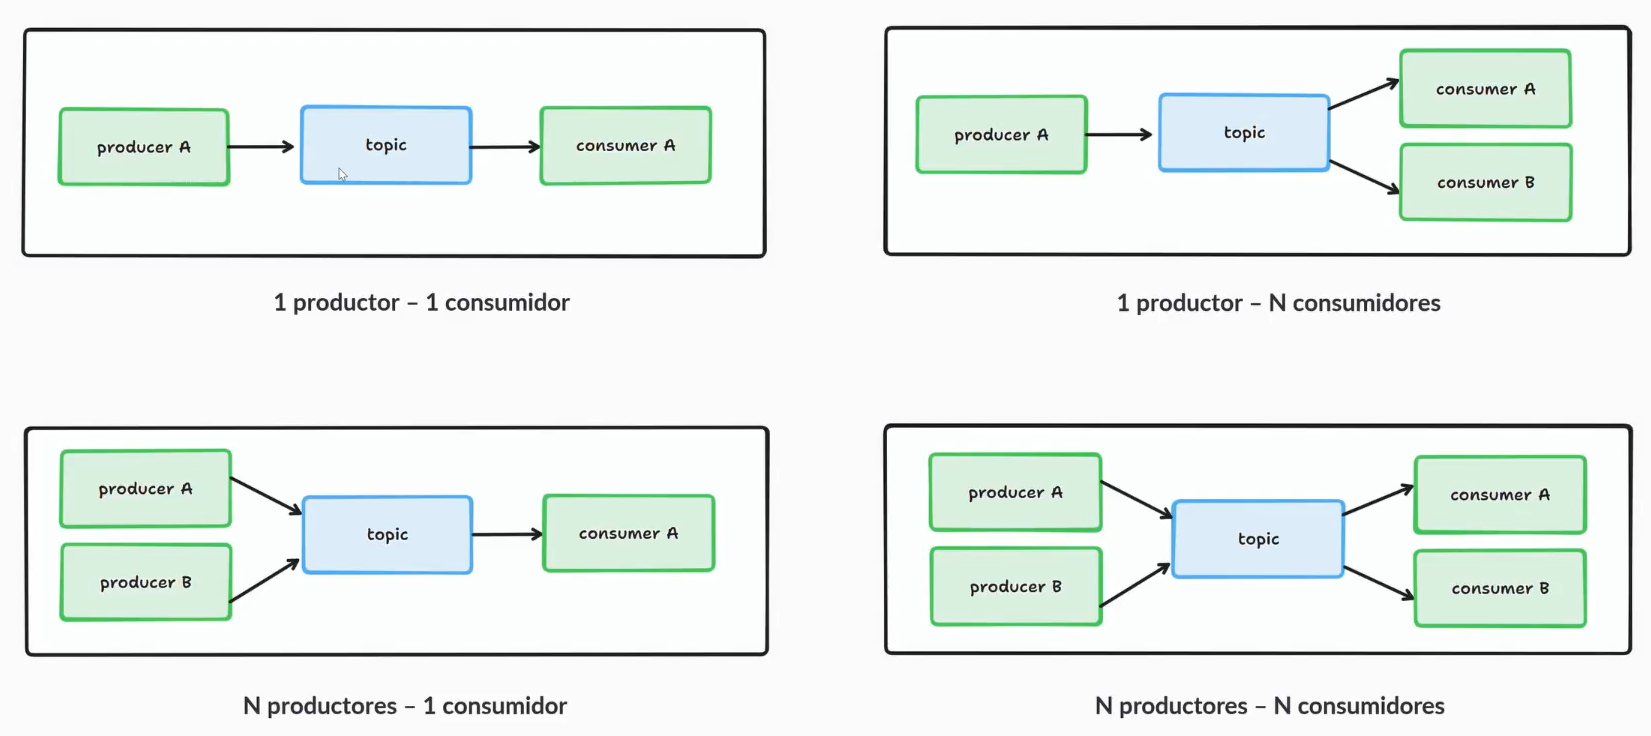 producer A
topic
consumer A
1 productor – 1 consumidor
producer A
topic
consumer A
consumer B
1 productor – N consumidores
producer A
producer B
topic
consumer A
N productores – 1 consumidor
producer A
producer B
topic
consumer A
consumer B
N productores – N consumidores